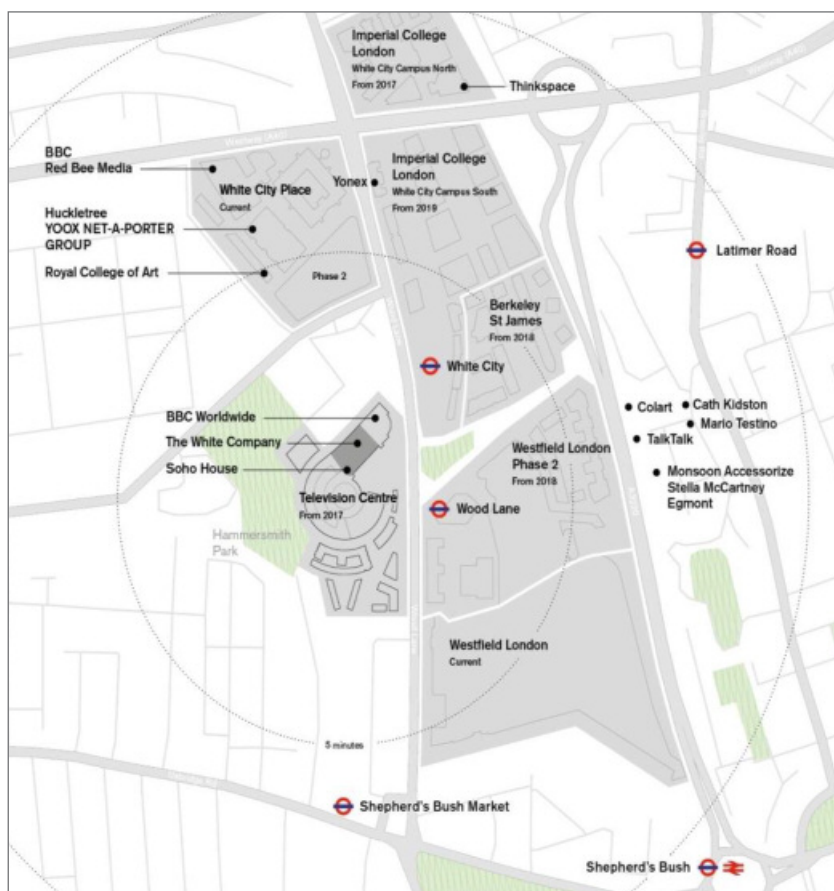 Imperial College
London
White City Campus North
From 2017
Thinkspace
Westway (A40)
Westway (A40)
BBC
Red Bee Media
White City Place
Current
Yonex
Imperial College
London
White City Campus South
From 2019
Huckletree
YOOX NET-A-PORTER
GROUP
Royal College of Art
Phase 2
Latimer Road
Berkeley
St James
From 2018
White City
BBC Worldwide
The White Company
Soho House
Television Centre
From 2017
Hammersmith
Park
Colart
Cath Kidston
Mario Testino
TalkTalk
Monsoon Accessorize
Stella McCartney
Egmont
Westfield London
Phase 2
From 2018
Wood Lane
Westfield London
Current
5 minutes
Shepherd's Bush Market
Shepherd's Bush